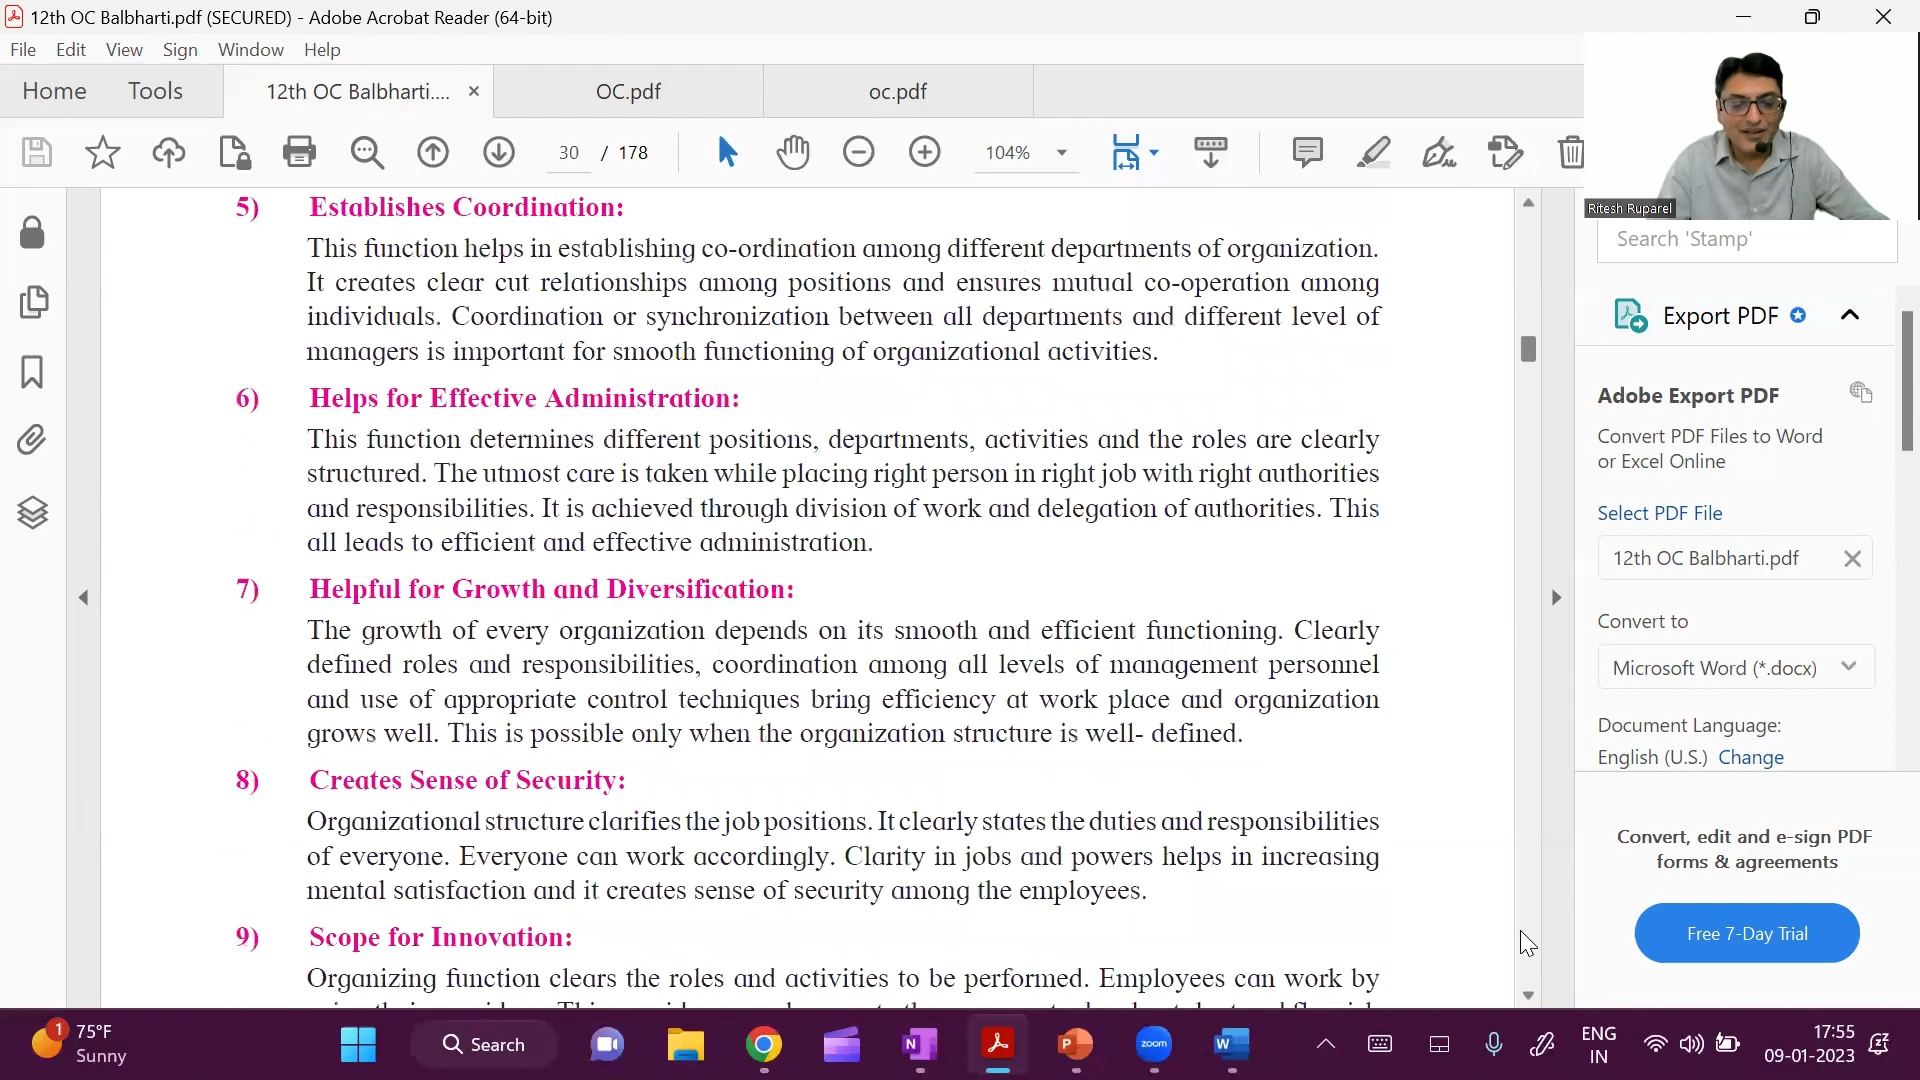 12th OC Balbharti.pdf (SECURED) - Adobe Acrobat Reader (64-bit)
File Edit View Sign Window Help
Home Tools 12th OC Balbharti.... OC.pdf oc.pdf
30 / 178 104%
Ritesh Ruparel
Search 'Stamp'
5) Establishes Coordination:
This function helps in establishing co-ordination among different departments of organization.
It creates clear cut relationships among positions and ensures mutual co-operation among
individuals. Coordination or synchronization between all departments and different level of
managers is important for smooth functioning of organizational activities.
6) Helps for Effective Administration:
This function determines different positions, departments, activities and the roles are clearly
structured. The utmost care is taken while placing right person in right job with right authorities
and responsibilities. It is achieved through division of work and delegation of authorities. This
all leads to efficient and effective administration.
7) Helpful for Growth and Diversification:
The growth of every organization depends on its smooth and efficient functioning. Clearly
defined roles and responsibilities, coordination among all levels of management personnel
and use of appropriate control techniques bring efficiency at work place and organization
grows well. This is possible only when the organization structure is well- defined.
8) Creates Sense of Security:
Organizational structure clarifies the job positions. It clearly states the duties and responsibilities
of everyone. Everyone can work accordingly. Clarity in jobs and powers helps in increasing
mental satisfaction and it creates sense of security among the employees.
9) Scope for Innovation:
Organizing function clears the roles and activities to be performed. Employees can work by
Export PDF
Adobe Export PDF
Convert PDF Files to Word
or Excel Online
Select PDF File
12th OC Balbharti.pdf
Convert to
Microsoft Word (*.docx)
Document Language:
English (U.S.) Change
Convert, edit and e-sign PDF
forms & agreements
Free 7-Day Trial
1 75°F
Sunny
Search
N
P
zoom
W
ENG
IN
17:55
09-01-2023